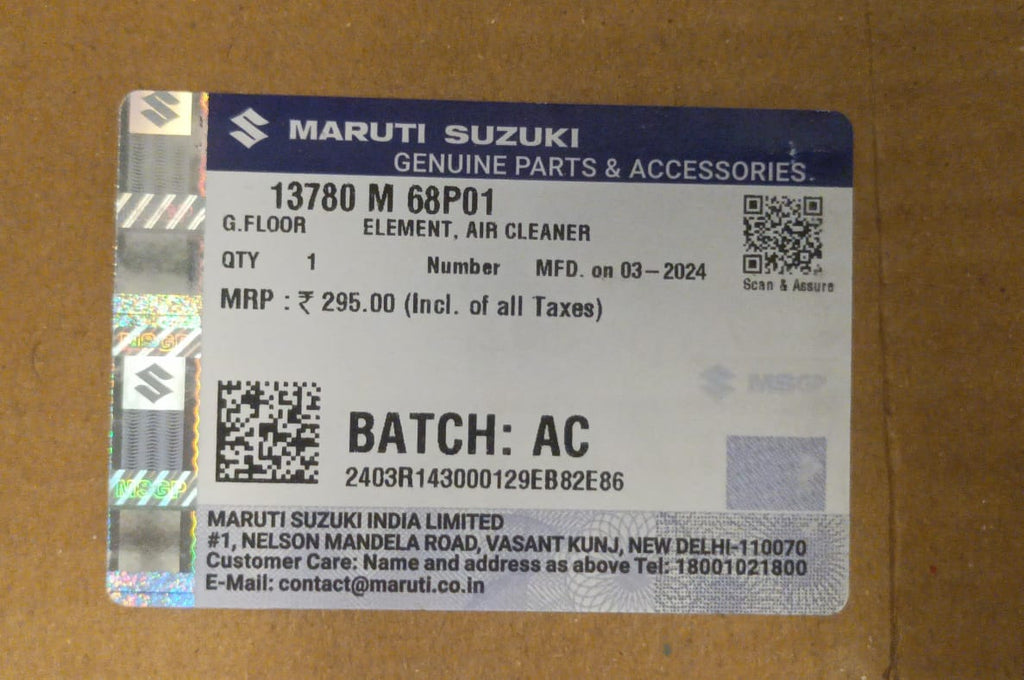 MARUTI SUZUKI
GENUINE PARTS & ACCESSORIES
13780 M 68P01
G.FLOOR ELEMENT, AIR CLEANER
QTY 1 Number MFD. on 03-2024
Scan & Assure
MRP : ₹ 295.00 (Incl. of all Taxes)
MSGP
MSGP
BATCH: AC
2403R143000129EB82E86
MSGP
MARUTI SUZUKI INDIA LIMITED
#1, NELSON MANDELA ROAD, VASANT KUNJ, NEW DELHI-110070
Customer Care: Name and address as above Tel: 18001021800
E-Mail: contact@maruti.co.in